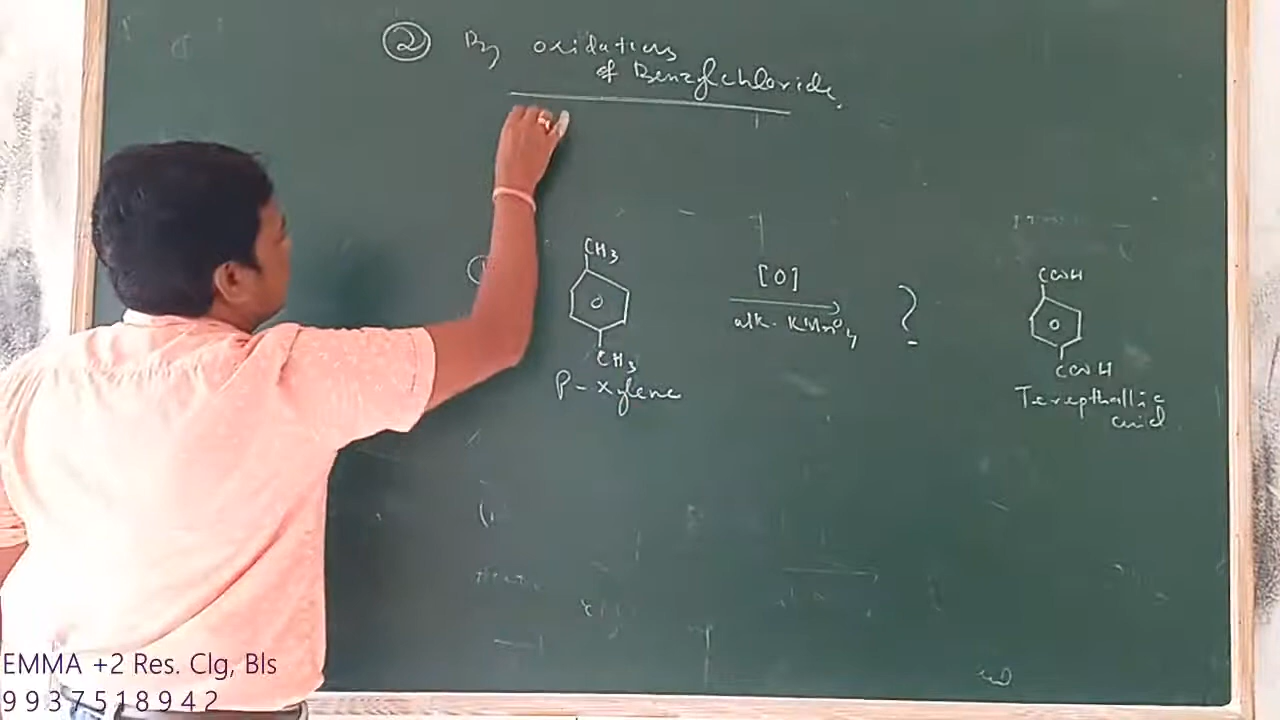 ② By oxidation
of Benzylchloride.
CH3
CH3
P-xylene
[O]
alk. KMnO4
?
COOH
COOH
Terepthallic
acid
EMMA +2 Res. Clg, Bls
9937518942